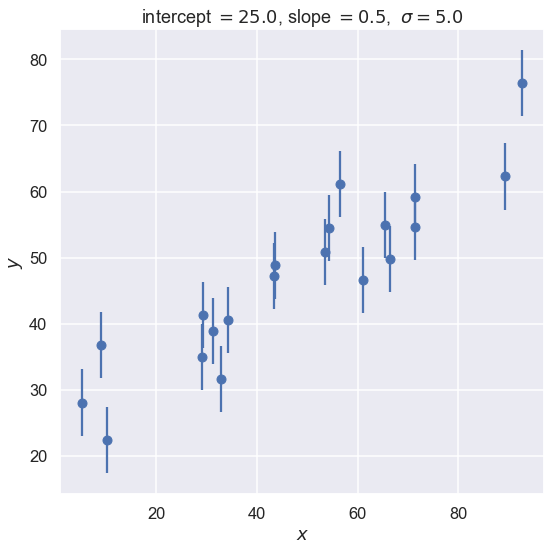 intercept = 25.0, slope = 0.5, σ = 5.0
80
70
60
50
40
30
20
y
20 40 60 80
x